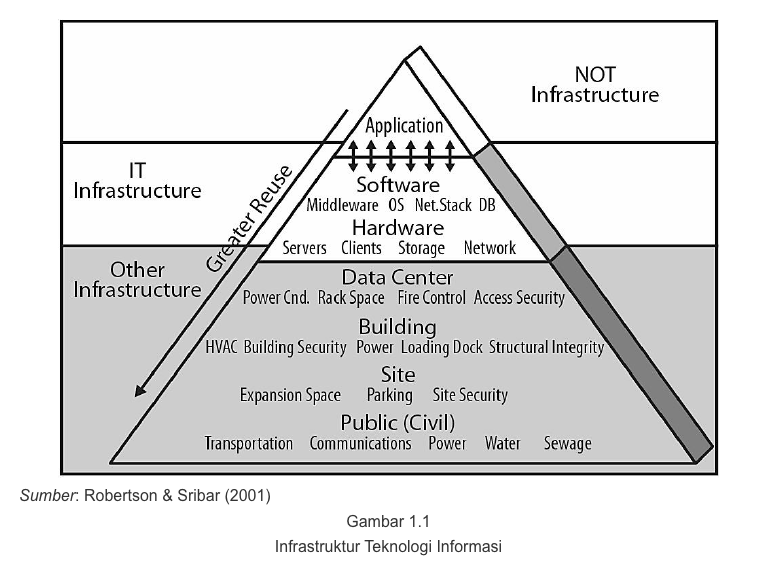 NOT
Infrastructure
Application
IT
Infrastructure
Greater Reuse
Software
Middleware OS Net.Stack DB
Hardware
Servers Clients Storage Network
Other
Infrastructure
Data Center
Power Cnd. Rack Space Fire Control Access Security
Building
HVAC Building Security Power Loading Dock Structural Integrity
Site
Expansion Space Parking Site Security
Public (Civil)
Transportation Communications Power Water Sewage
Sumber: Robertson & Sribar (2001)
Gambar 1.1
Infrastruktur Teknologi Informasi